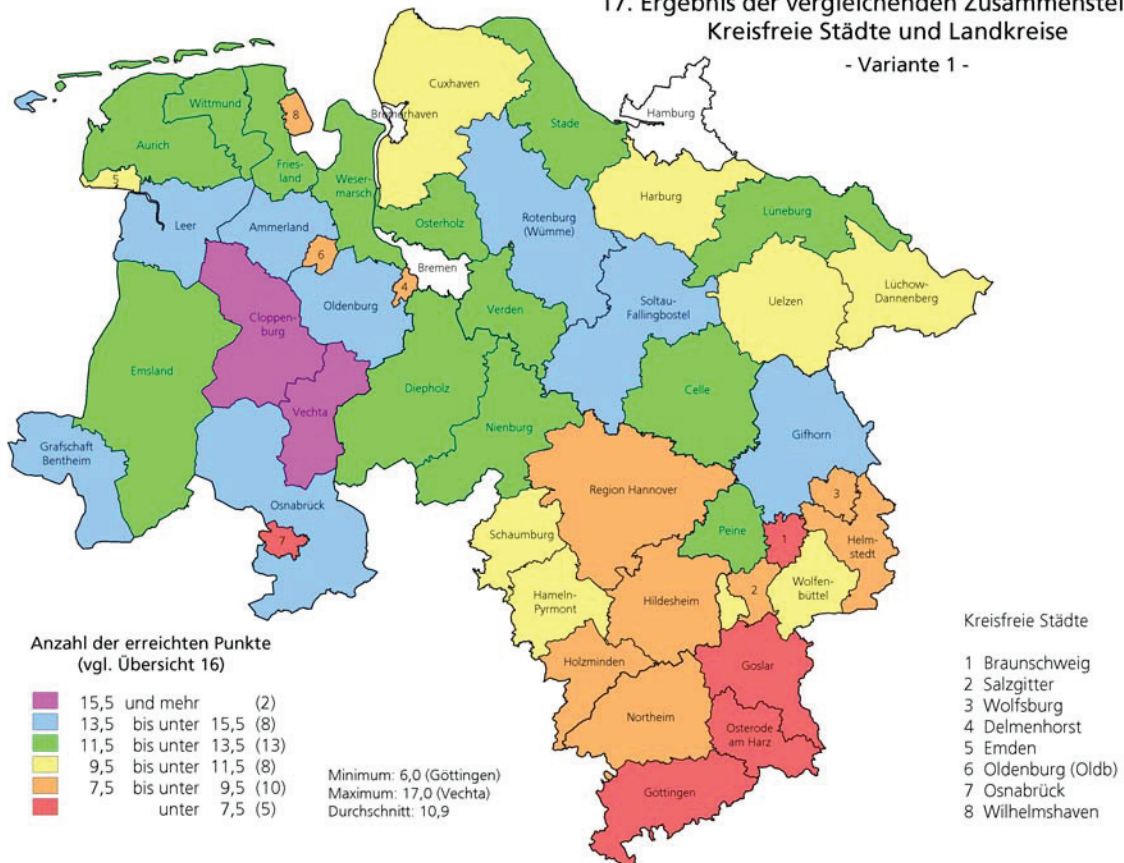 17. Ergebnis der vergleichenden Zusammenstel
Kreisfreie Städte und Landkreise
- Variante 1 -
Cuxhaven
Bremerhaven
Hamburg
Stade
Wittmund
8
Aurich
Fries-
land
Weser-
marsch
5
Harburg
Lüneburg
Osterholz
Rotenburg
(Wümme)
Leer
Ammerland
6
Bremen
4
Lüchow-
Dannenberg
Uelzen
Soltau-
Fallingbostel
Oldenburg
Verden
Cloppen-
burg
Emsland
Diepholz
Celle
Vechta
Nienburg
Gifhorn
Grafschaft
Bentheim
Region Hannover
3
Osnabrück
7
Schaumburg
Peine
1
Helm-
stedt
Hameln-
Pyrmont
Hildesheim
2
Wolfen-
büttel
Holzminden
Goslar
Northeim
Osterode
am Harz
Göttingen
Anzahl der erreichten Punkte
(vgl. Übersicht 16)
15,5 und mehr (2)
13,5 bis unter 15,5 (8)
11,5 bis unter 13,5 (13)
9,5 bis unter 11,5 (8)
7,5 bis unter 9,5 (10)
unter 7,5 (5)
Minimum: 6,0 (Göttingen)
Maximum: 17,0 (Vechta)
Durchschnitt: 10,9
Kreisfreie Städte
1 Braunschweig
2 Salzgitter
3 Wolfsburg
4 Delmenhorst
5 Emden
6 Oldenburg (Oldb)
7 Osnabrück
8 Wilhelmshaven